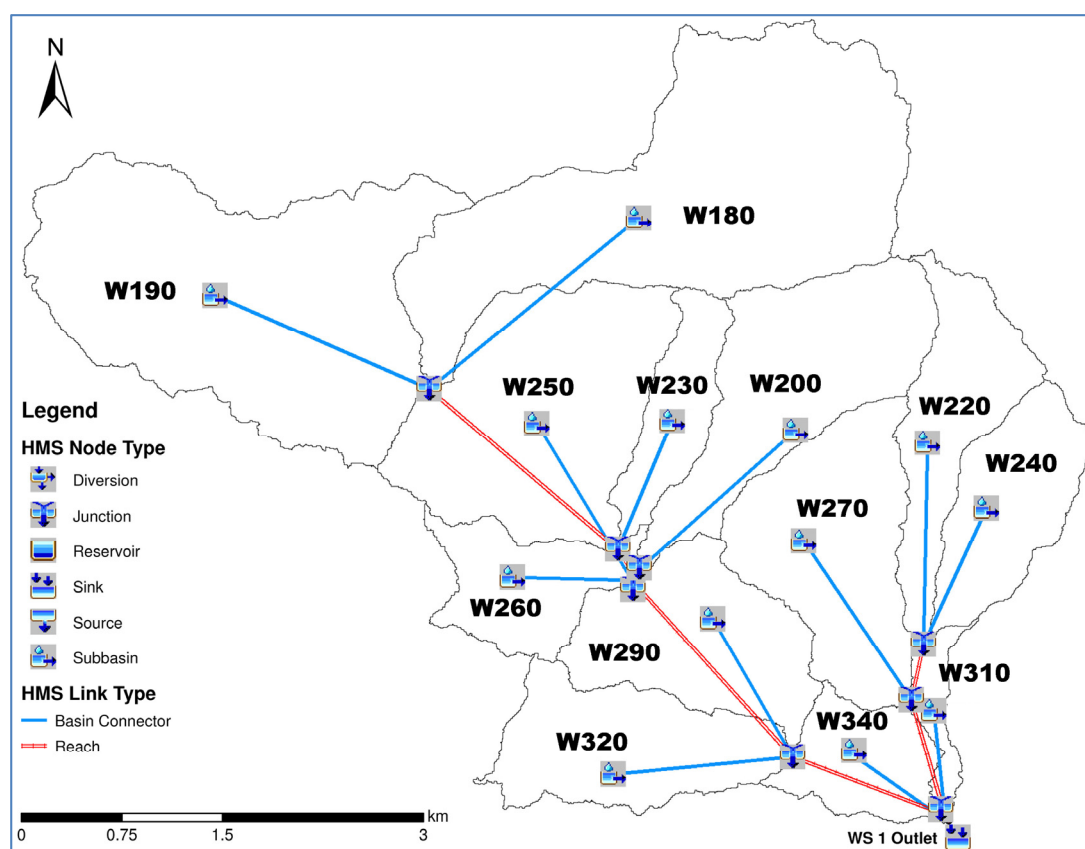 N
W180
W190
W250
W230
W200
W220
W240
W270
W260
W290
W310
W340
W320
Legend
HMS Node Type
Diversion
Junction
Reservoir
Sink
Source
Subbasin
HMS Link Type
Basin Connector
Reach
km
0 0.75 1.5 3
WS 1 Outlet